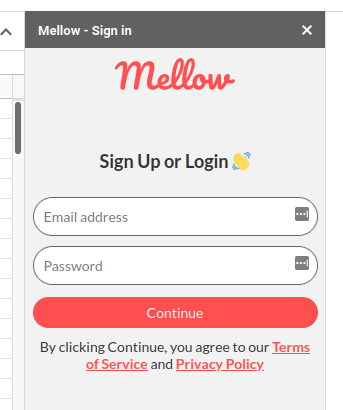 Mellow - Sign in
Mellow
Sign Up or Login 👋
Email address
Password
Continue
By clicking Continue, you agree to our Terms
of Service and Privacy Policy